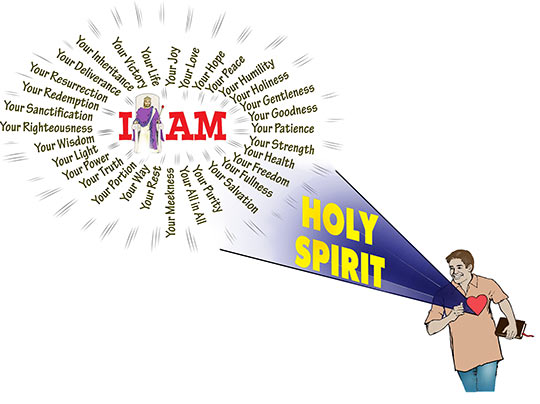 Your Joy
Your Love
Your Hope
Your Peace
Your Humility
Your Holiness
Your Gentleness
Your Goodness
Your Patience
Your Strength
Your Health
Your Freedom
Your Fulness
Your Salvation
Your Purity
Your All in All
Your Meekness
Your Rest
Your Way
Your Portion
Your Truth
Your Power
Your Light
Your Wisdom
Your Righteousness
Your Sanctification
Your Redemption
Your Resurrection
Your Deliverance
Your Inheritance
Your Victory
Your Life
I AM
HOLY
SPIRIT